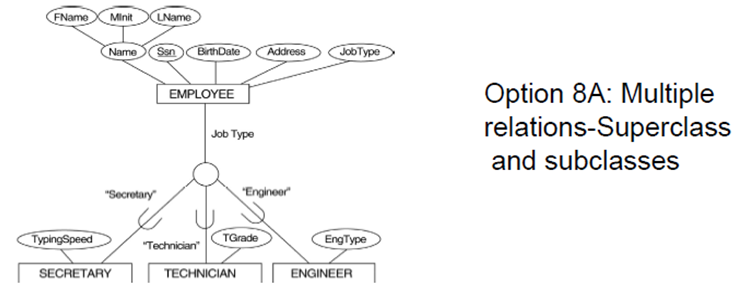 FName MInit LName
Name Ssn BirthDate Address JobType
EMPLOYEE
Job Type
"Secretary" "Engineer"
"Technician"
TypingSpeed TGrade EngType
SECRETARY TECHNICIAN ENGINEER
Option 8A: Multiple
relations-Superclass
and subclasses